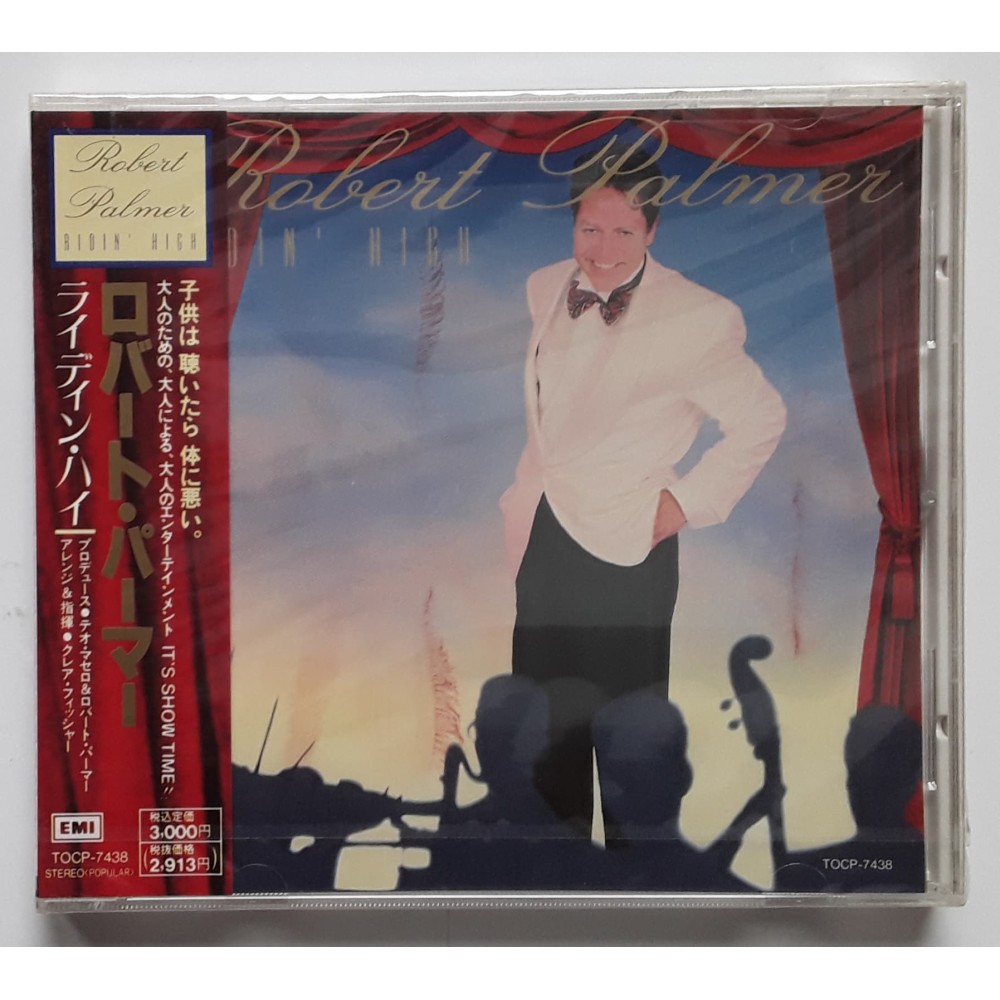 Robert
Palmer
RIDIN' HIGH
ロバート・パーマー
ライディン・ハイ
プロデュース●テオ・マセロ&ロバート・パーマー
アレンジ&指揮●クレア・フィッシャー
子供は 聴いたら 体に悪い。
大人のための、大人による、大人のエンターテインメント IT'S SHOW TIME!!
EMI
TOCP-7438
STEREO(POPULAR)
税込定価
3,000円
(税抜価格
2,913円)
Robert Palmer
DIN' HIGH
TOCP-7438